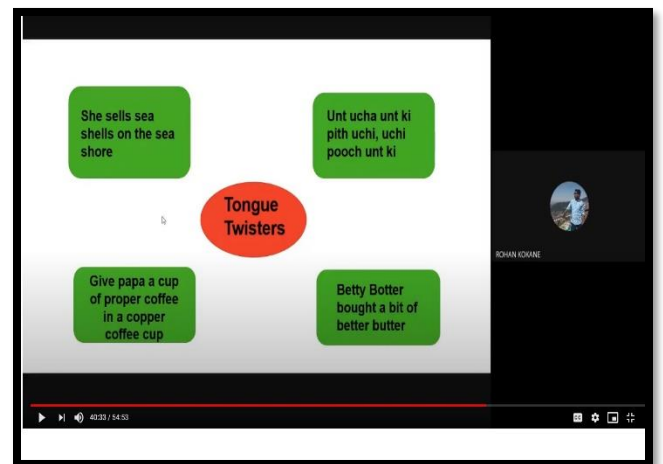 She sells sea
shells on the sea
shore
Unt ucha unt ki
pith uchi, uchi
pooch unt ki
Tongue
Twisters
Give papa a cup
of proper coffee
in a copper
coffee cup
Betty Botter
bought a bit of
better butter
ROHAN KOKANE
40:33 / 54:53